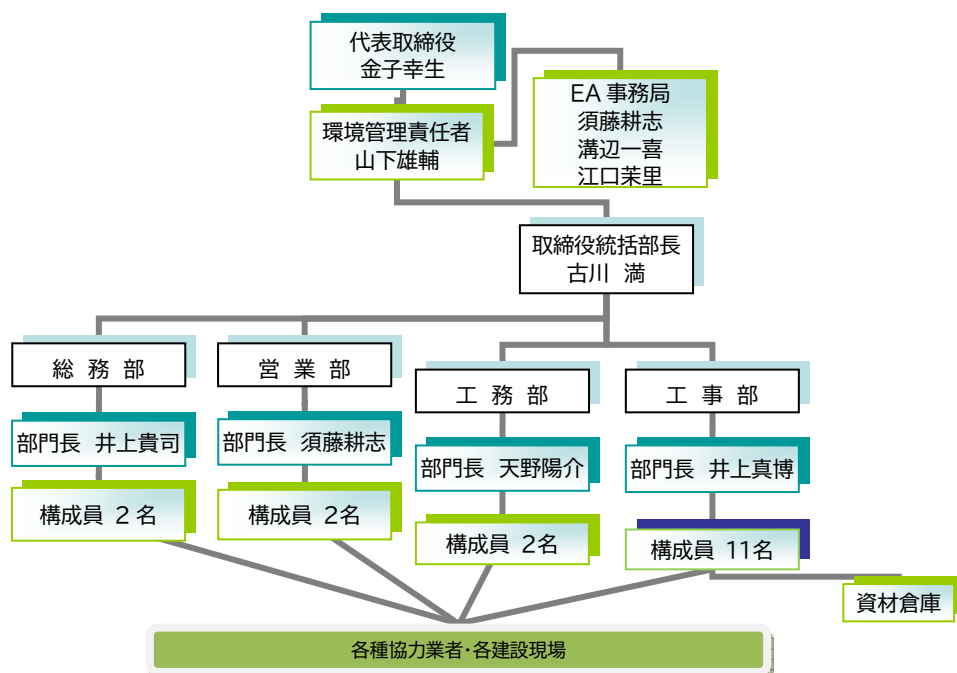 代表取締役
金子幸生
環境管理責任者
山下雄輔
EA 事務局
須藤耕志
溝辺一喜
江口茉里
取締役統括部長
古川 満
総 務 部
営 業 部
工 務 部
工 事 部
部門長 井上貴司
部門長 須藤耕志
部門長 天野陽介
部門長 井上真博
構成員 2 名
構成員 2名
構成員 2名
構成員 11名
資材倉庫
各種協力業者・各建設現場